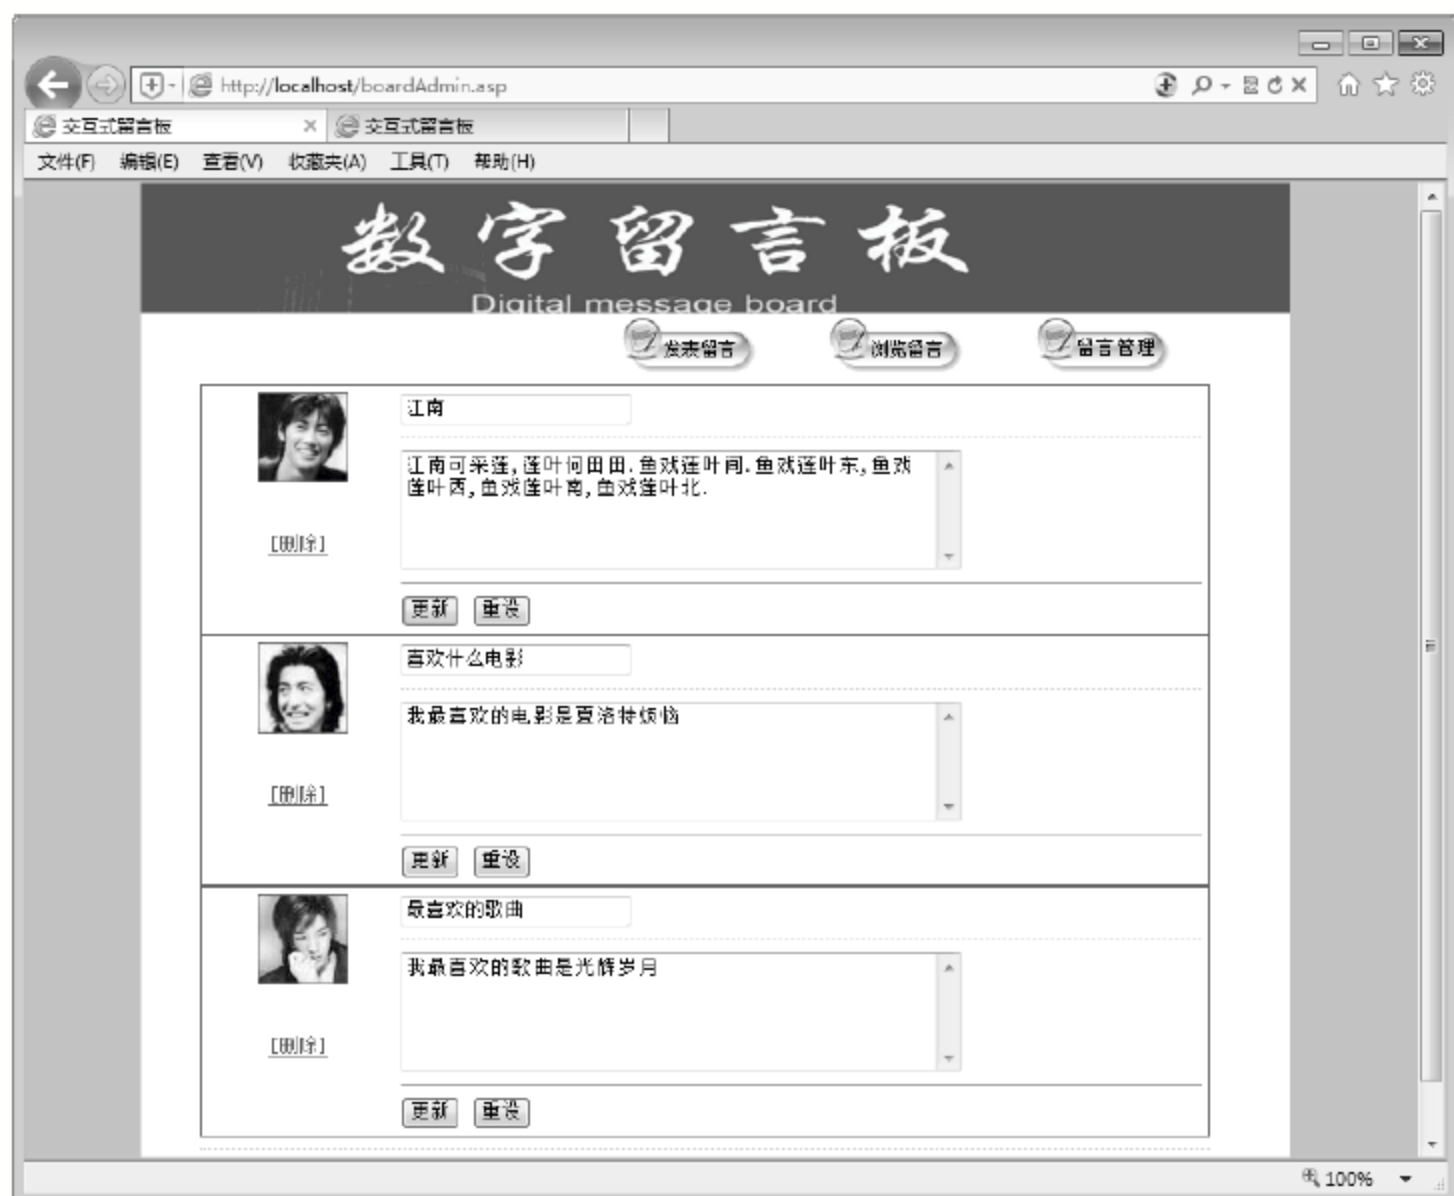 http://localhost/boardAdmin.asp
交互式留言板 交互式留言板
文件(F) 编辑(E) 查看(V) 收藏夹(A) 工具(T) 帮助(H)
数字留言板
Digital message board
发表留言 浏览留言 留言管理
江南
江南可采莲,莲叶何田田.鱼戏莲叶间.鱼戏莲叶东,鱼戏
莲叶西,鱼戏莲叶南,鱼戏莲叶北.
[删除]
更新 重设
喜欢什么电影
我最喜欢的电影是夏洛特烦恼
[删除]
更新 重设
最喜欢的歌曲
我最喜欢的歌曲是光辉岁月
[删除]
更新 重设
100%